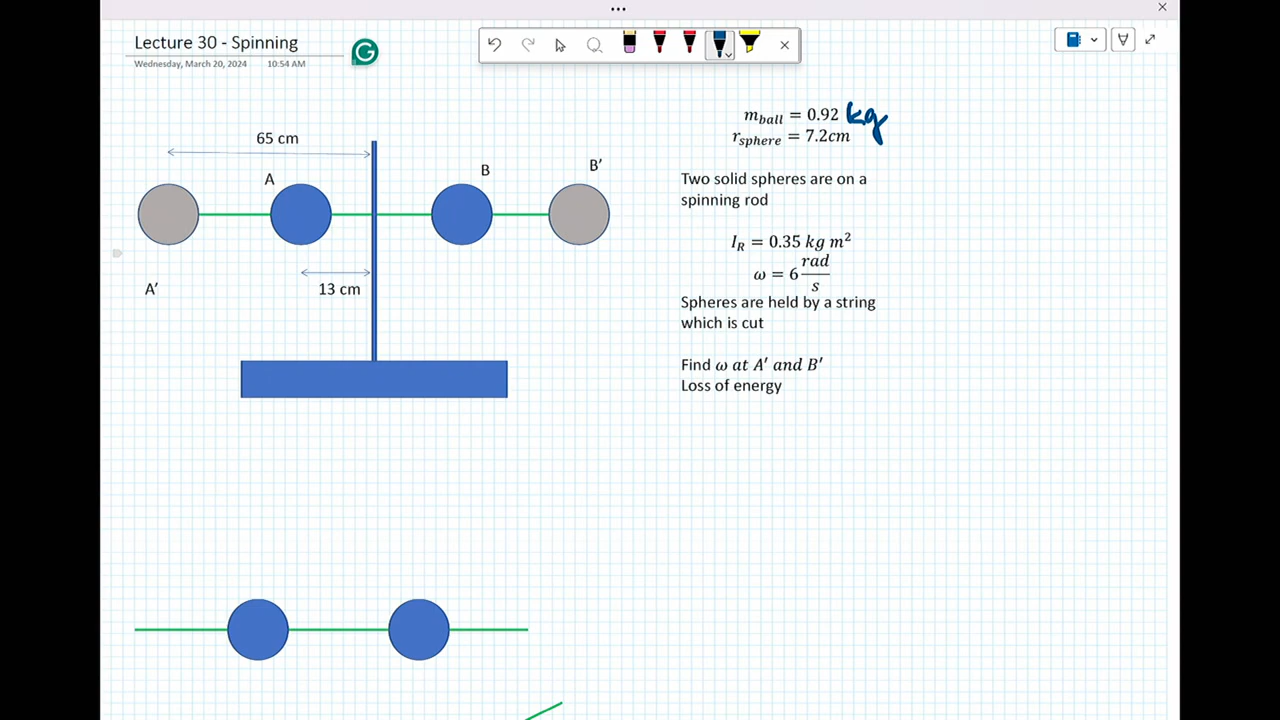 Lecture 30 - Spinning
Wednesday, March 20, 2024 10:54 AM
m_ball = 0.92 kg
r_sphere = 7.2cm
65 cm
A
B
B′
Two solid spheres are on a
spinning rod
I_R = 0.35 kg m²
ω = 6 rad/s
A′
13 cm
Spheres are held by a string
which is cut
Find ω at A′ and B′
Loss of energy